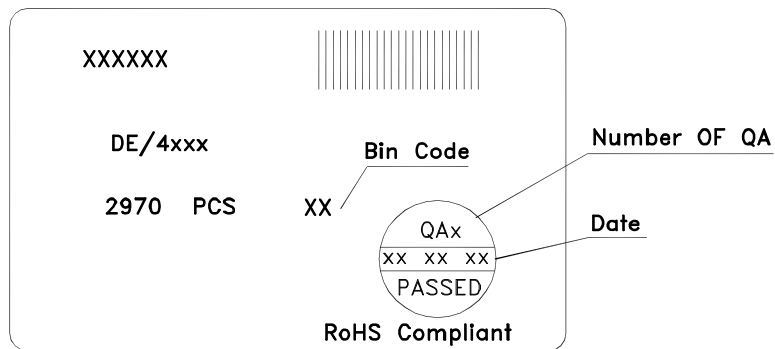 XXXXXX
DE/4xxx
Bin Code
Number OF QA
2970 PCS XX
QAx
Date
xx xx xx
PASSED
RoHS Compliant